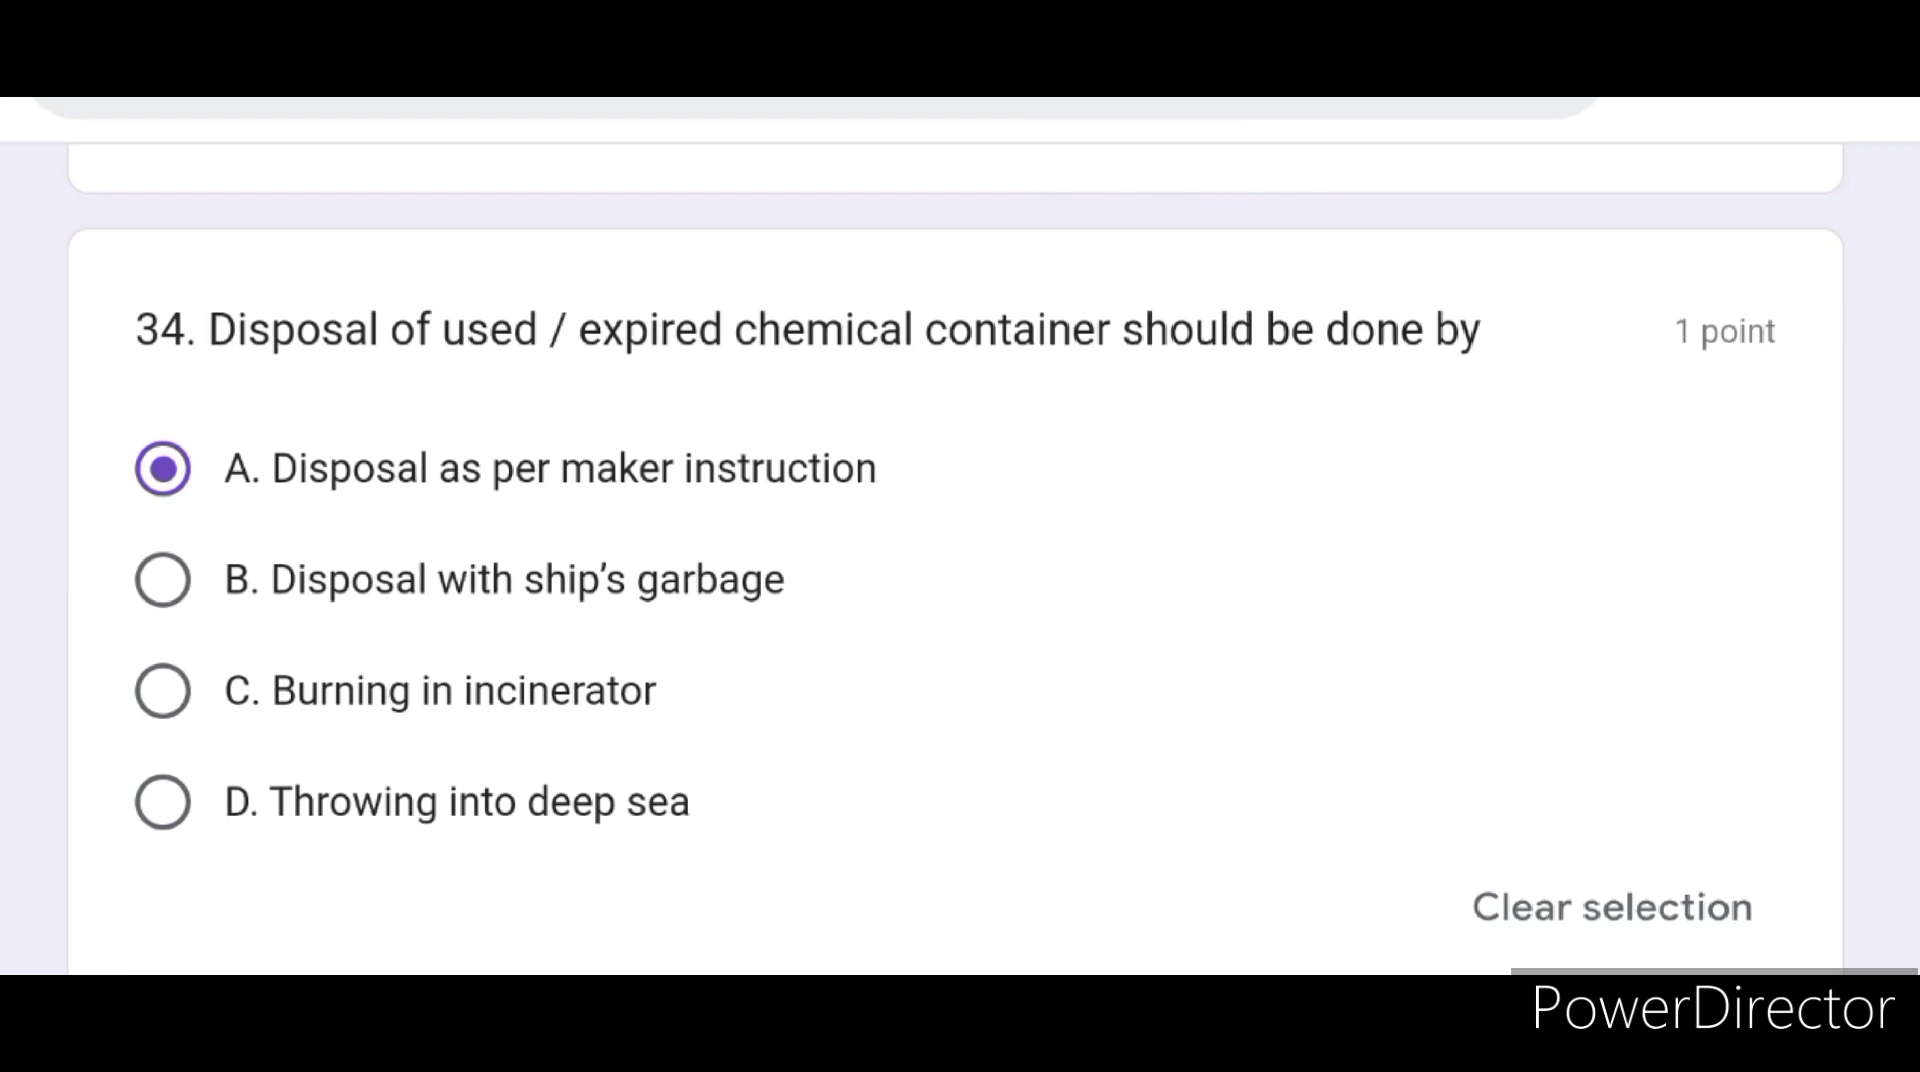 34. Disposal of used / expired chemical container should be done by
1 point
A. Disposal as per maker instruction
B. Disposal with ship’s garbage
C. Burning in incinerator
D. Throwing into deep sea
Clear selection
PowerDirector